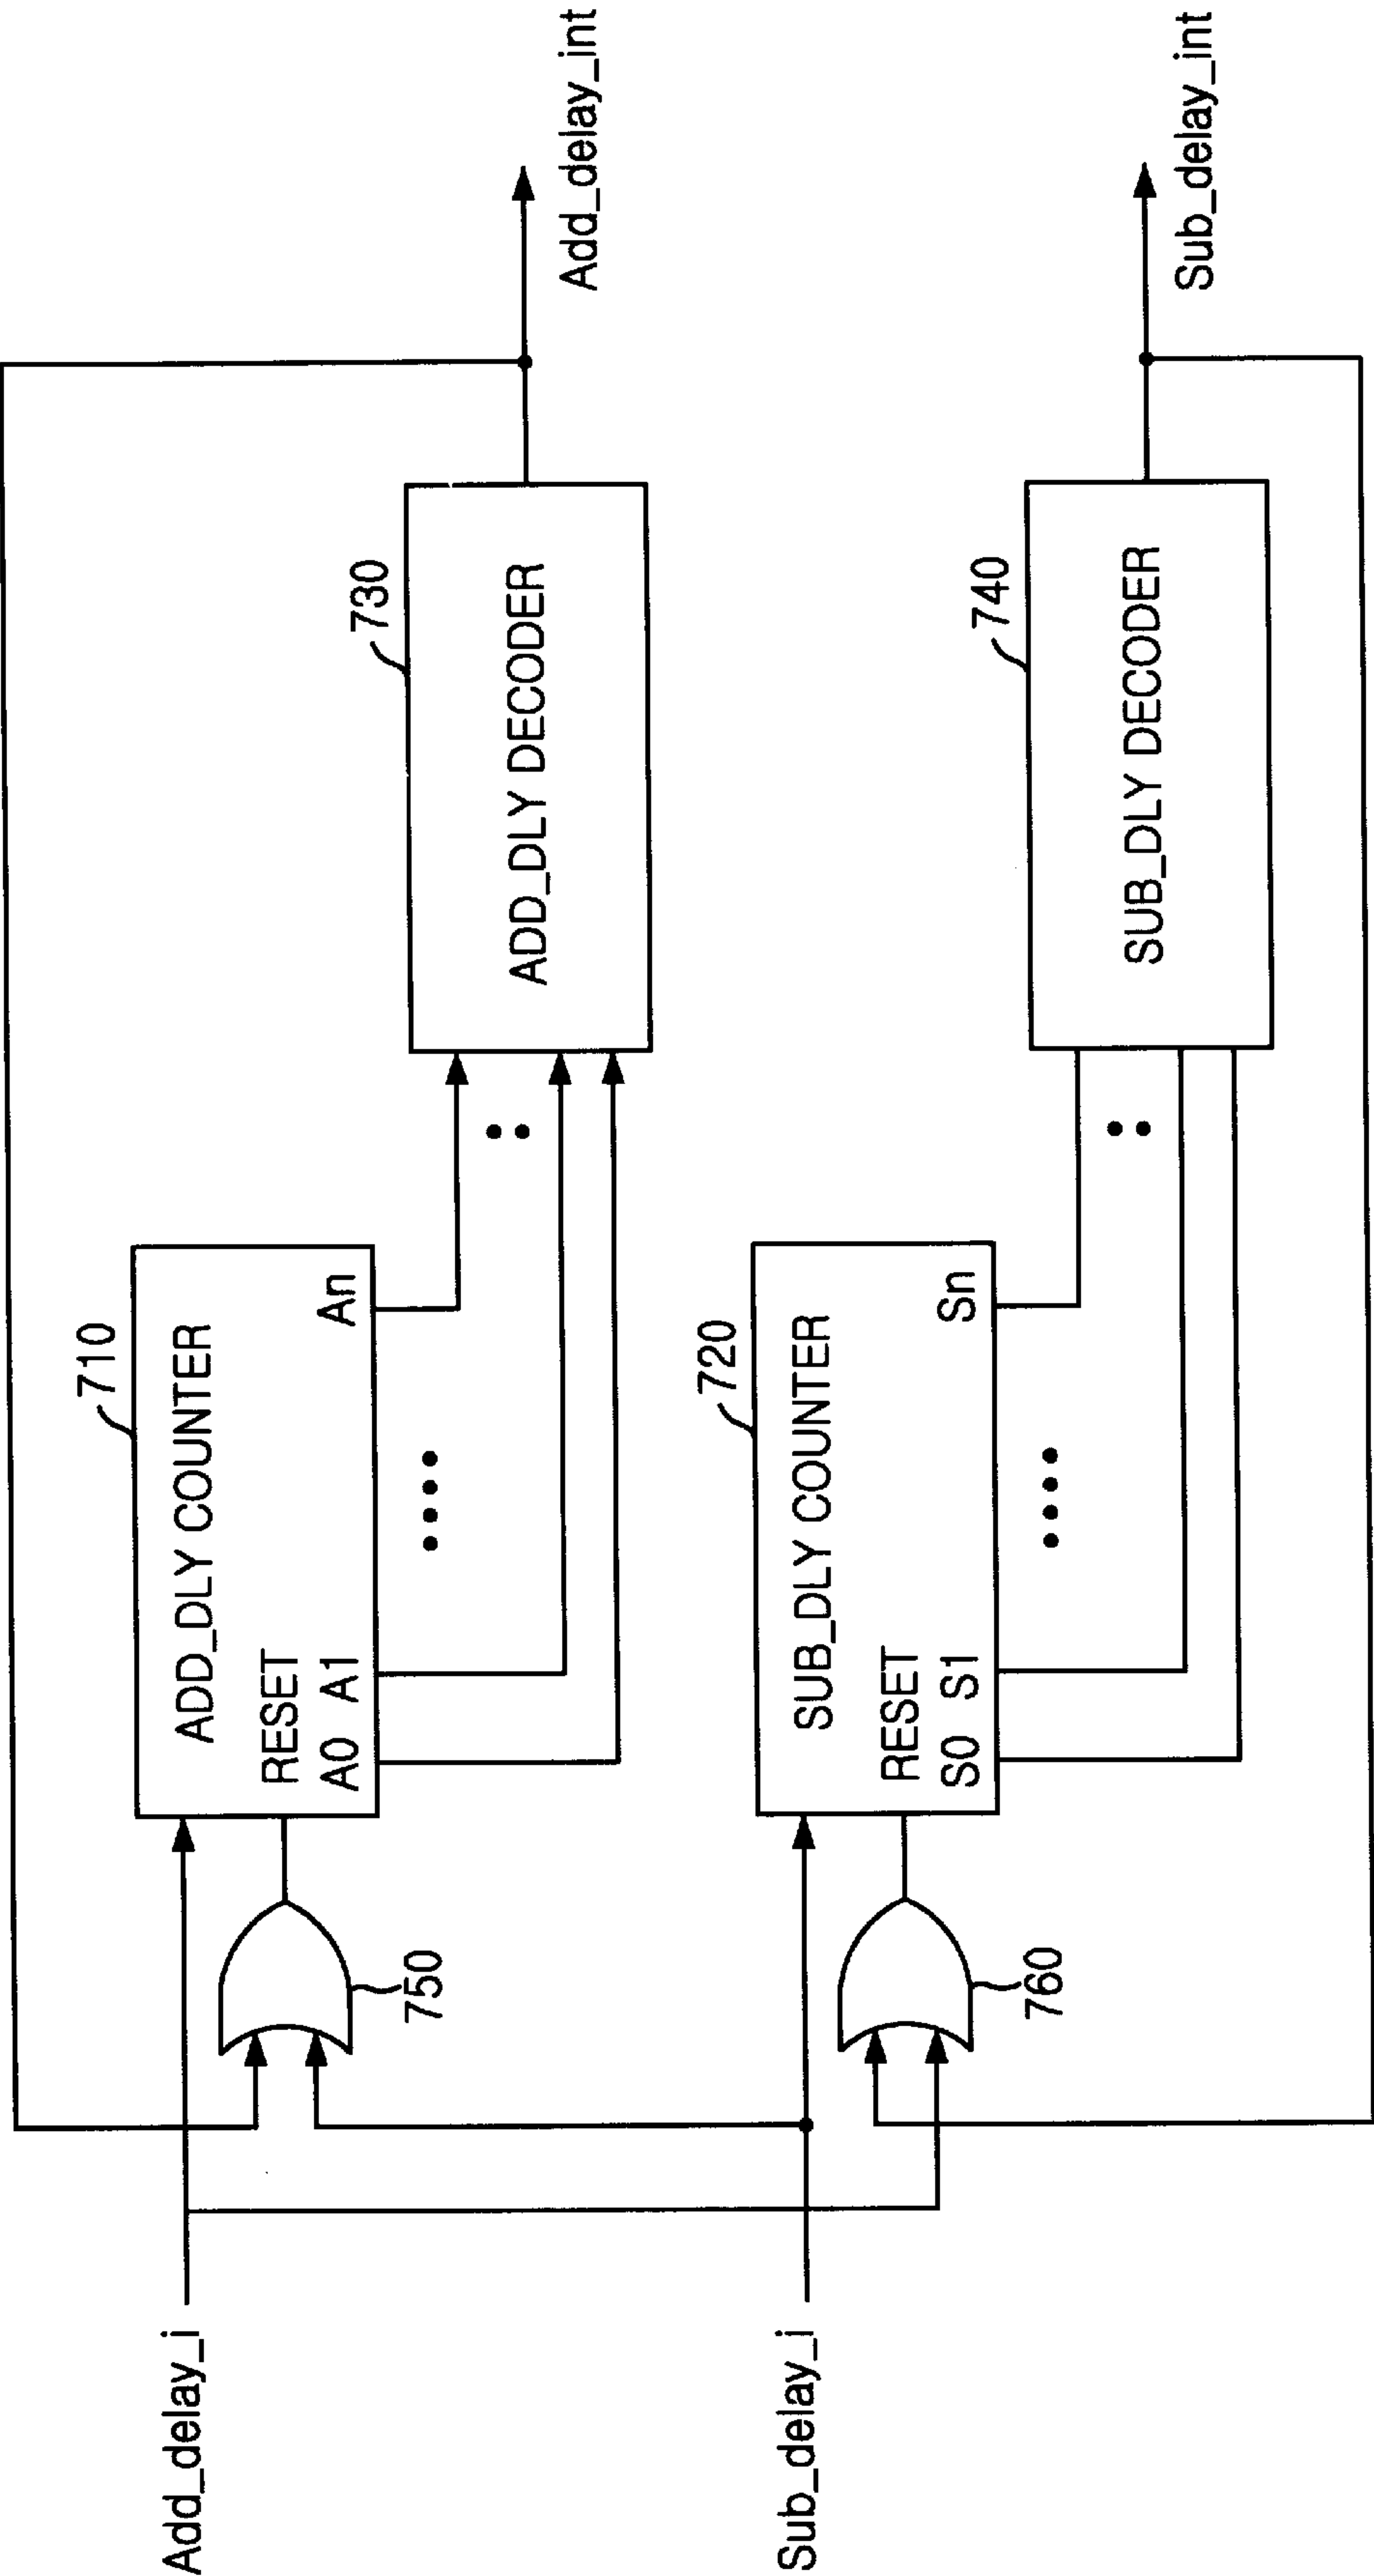 Add_delay_i
750
710
ADD_DLY COUNTER
RESET
A0 A1
An
730
ADD_DLY DECODER
Add_delay_int
Sub_delay_i
760
720
SUB_DLY COUNTER
RESET
S0 S1
Sn
740
SUB_DLY DECODER
Sub_delay_int